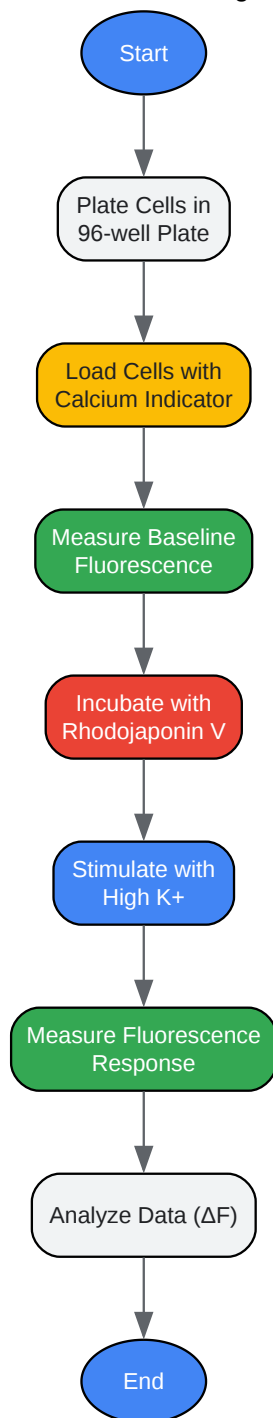 Start
Plate Cells in
96-well Plate
Load Cells with
Calcium Indicator
Measure Baseline
Fluorescence
Incubate with
Rhodojaponin V
Stimulate with
High K+
Measure Fluorescence
Response
Analyze Data (ΔF)
End